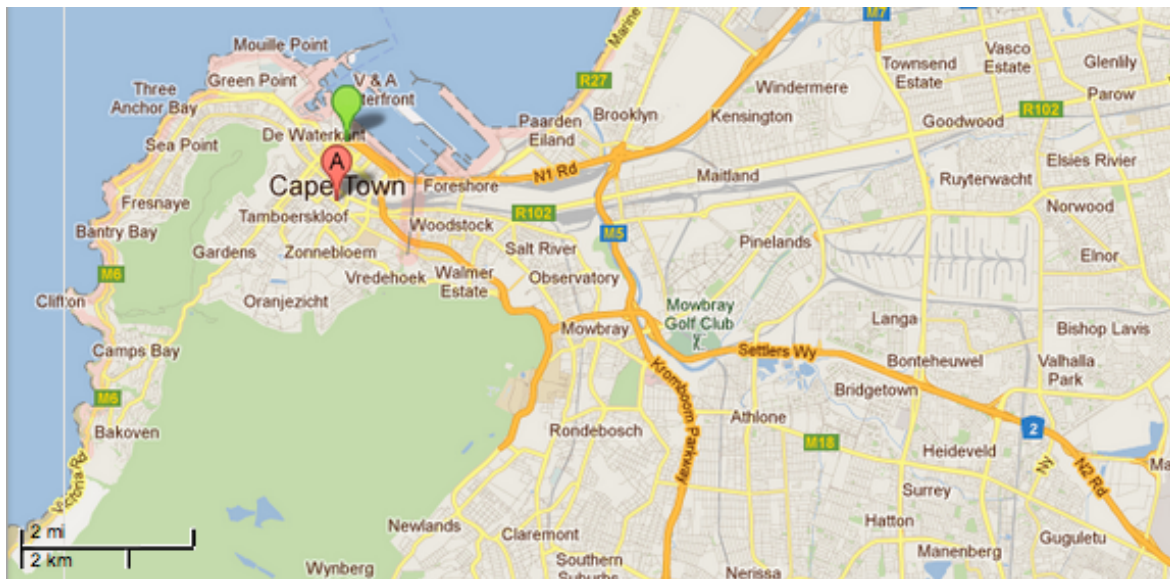 Mouille Point
Three
Anchor Bay
Green Point
V & A
Sea Point
De Waterkant
A
Cape Town
Foreshore
Fresnaye
Tamboerskloof
Bantry Bay
Gardens
Zonnebloem
Woodstock
Salt River
Vredehoek
Walmer
Estate
Observatory
Oranjezicht
M6
Clifton
Camps Bay
M6
Bakoven
Marine
R27
Paarden
Eiland
Brooklyn
N1 Rd
R102
M5
Windermere
Kensington
Maitland
Pinelands
M7
Townsend
Estate
Vasco
Estate
Glenlily
Parow
R102
Goodwood
Elsies Rivier
Ruyterwacht
Norwood
Elnor
Mowbray
Mowbray
Golf Club
Settlers Wy
Langa
Bishop Lavis
Bonteheuwel
Valhalla
Park
Bridgetown
Kromboom Parkway
Athlone
Rondebosch
M18
2
Heideveld
Ny
N2 Rd
Ma
Surrey
Newlands
Claremont
Hatton
Guguletu
Manenberg
Wynberg
Southern
Suburbs
Nerissa
2 mi
2 km